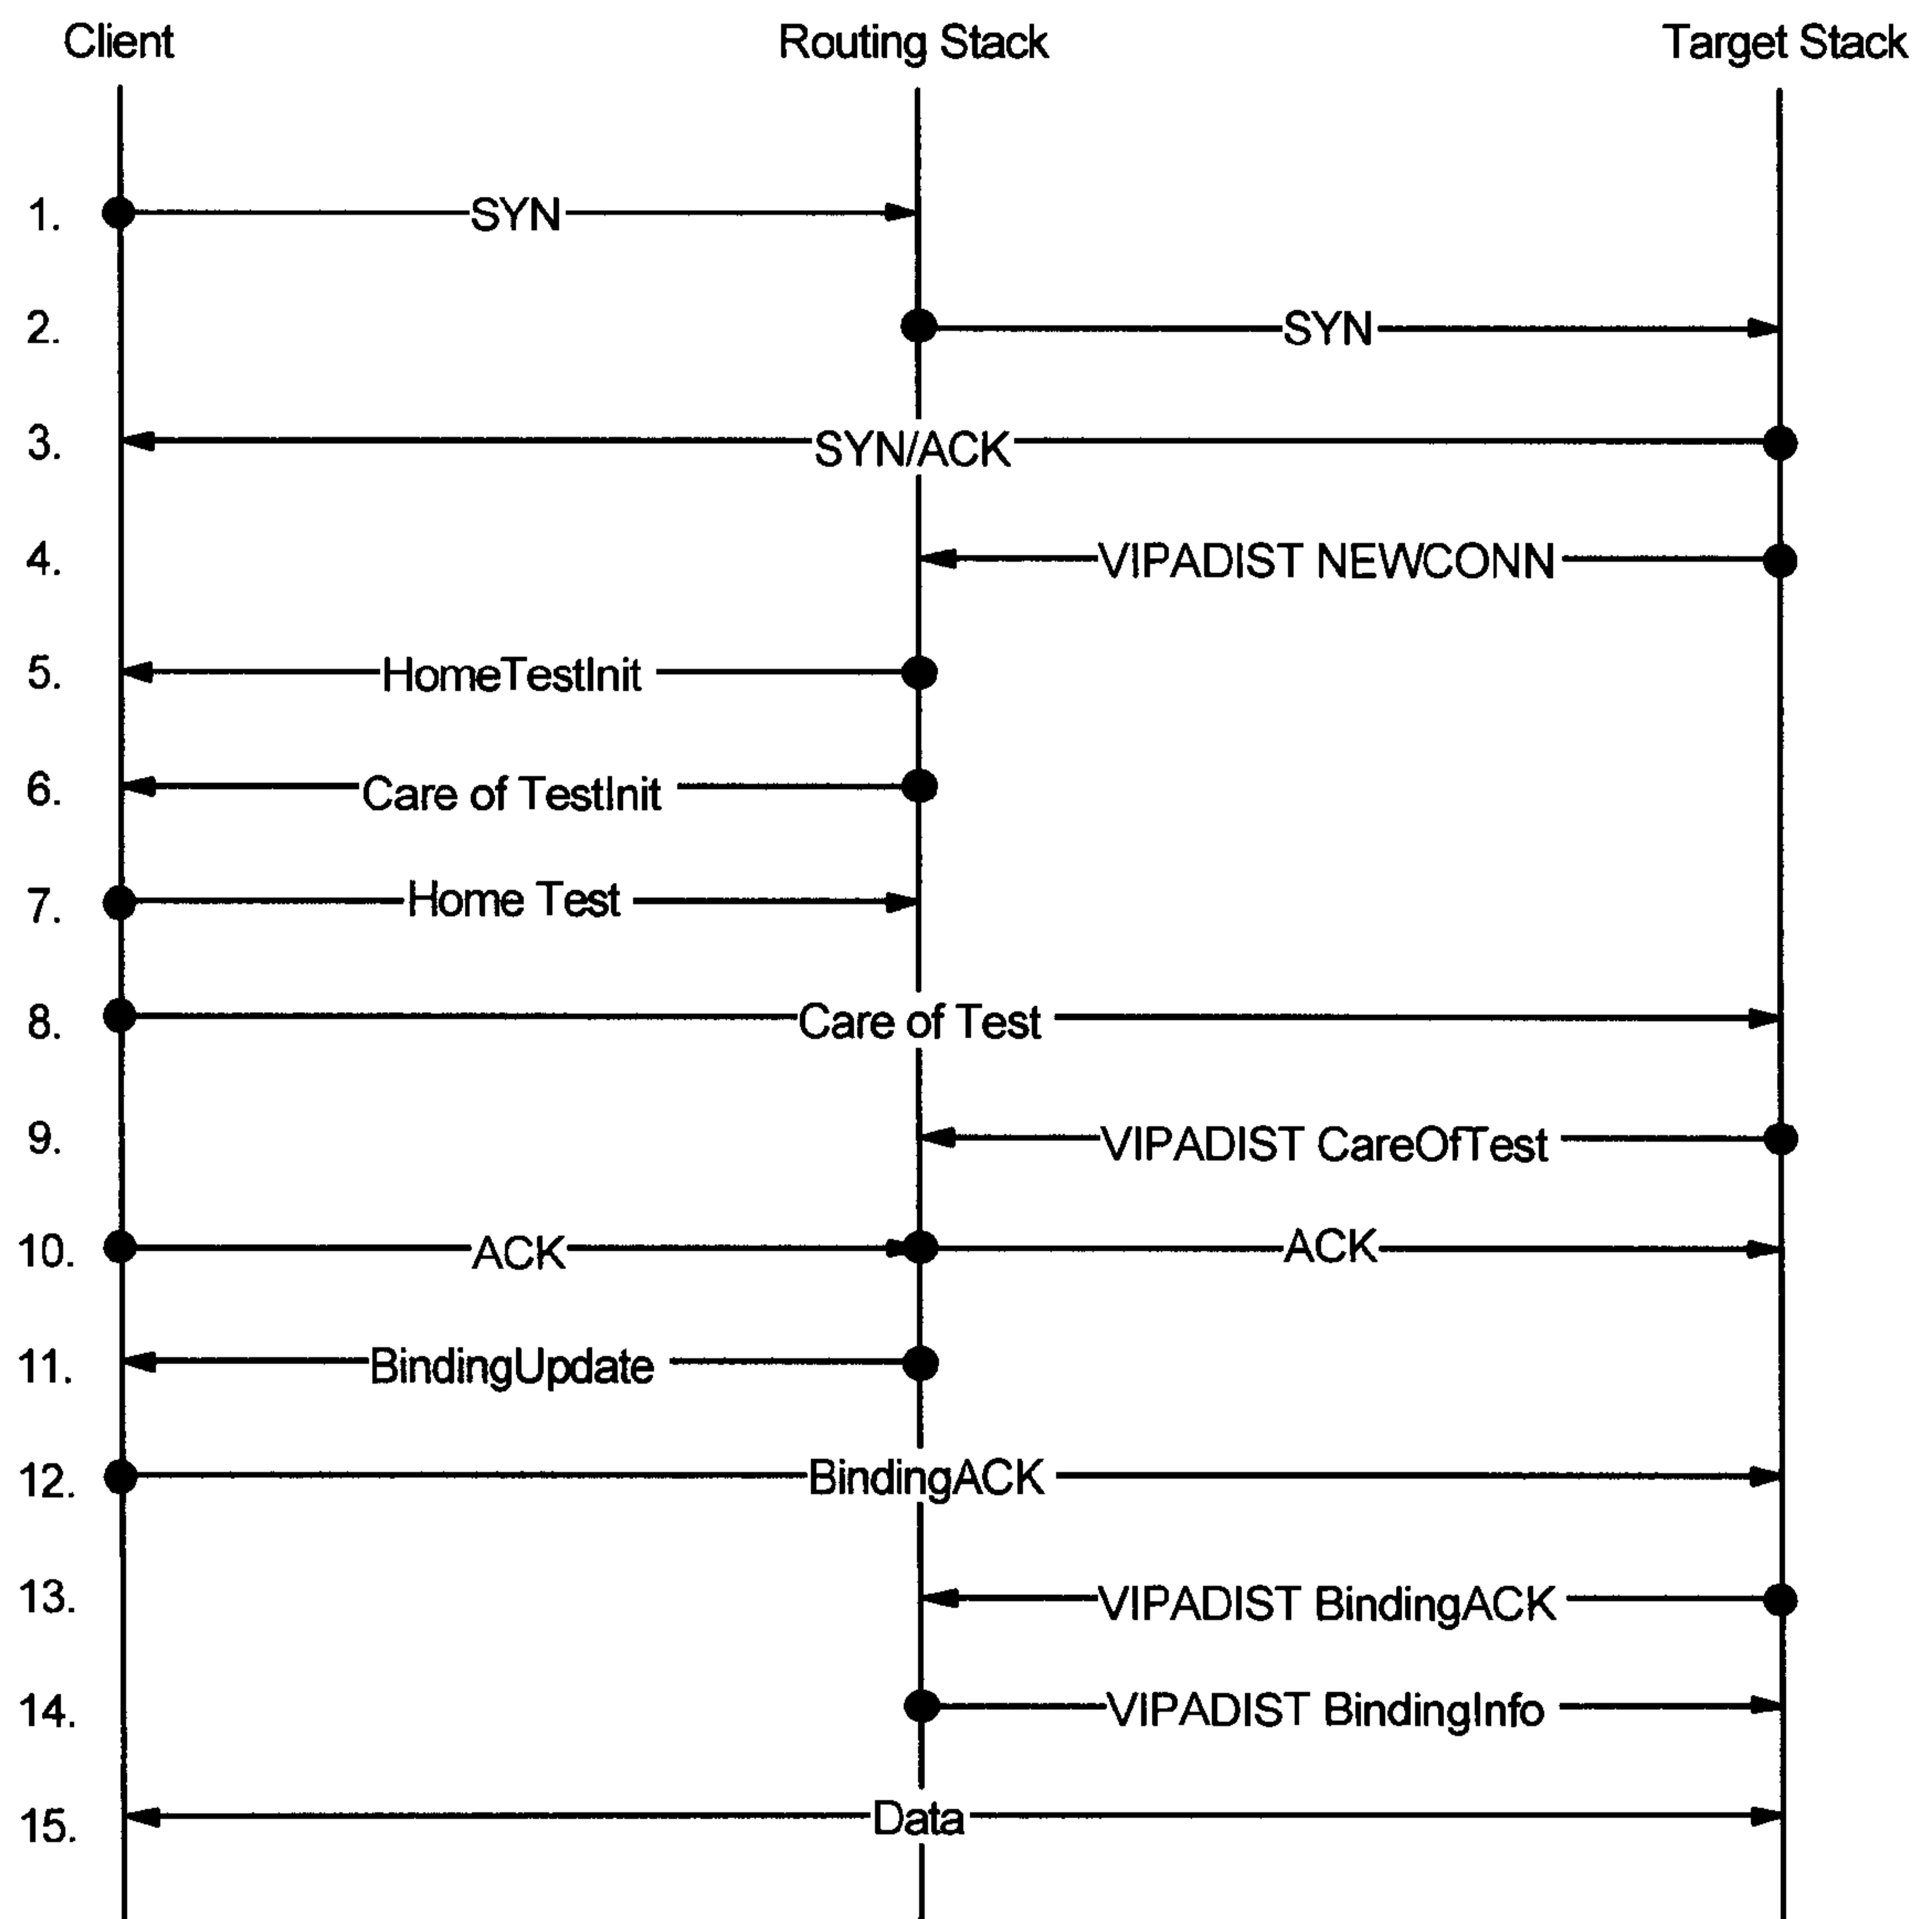 Client Routing Stack Target Stack
1. SYN
2. SYN
3. SYN/ACK
4. VIPADIST NEWCONN
5. HomeTestInit
6. Care of TestInit
7. Home Test
8. Care of Test
9. VIPADIST CareOfTest
10. ACK ACK
11. BindingUpdate
12. BindingACK
13. VIPADIST BindingACK
14. VIPADIST BindingInfo
15. Data